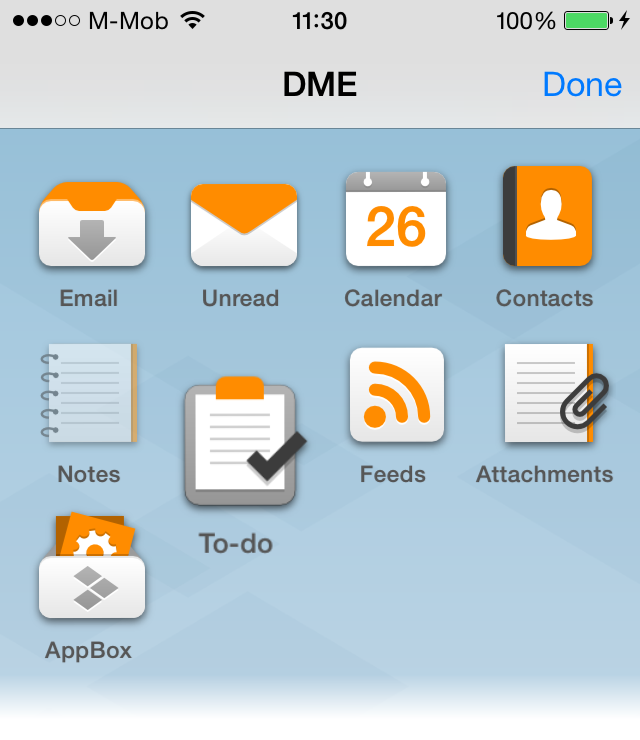 M-Mob 11:30 100%
DME Done
26
Email Unread Calendar Contacts
Notes To-do Feeds Attachments
AppBox